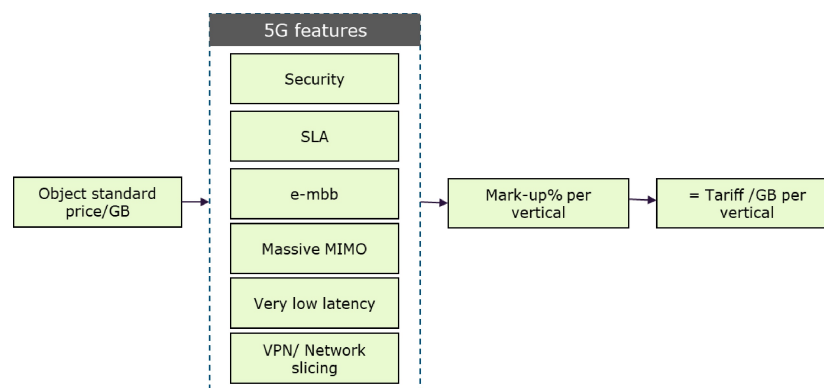 5G features
Security
SLA
e-mbb
Massive MIMO
Very low latency
VPN/ Network
slicing
Object standard
price/GB
Mark-up% per
vertical
= Tariff /GB per
vertical